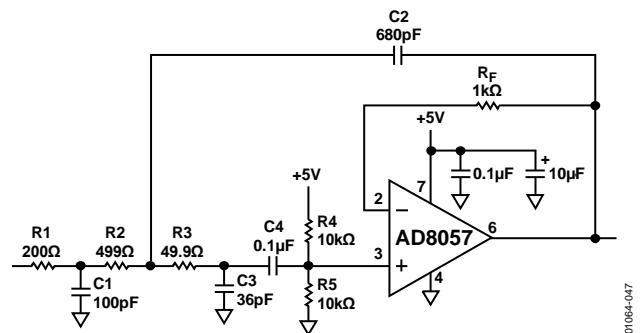 C2
680pF
RF
1kΩ
+5V
+
0.1µF
10µF
7
+5V
2
−
AD8057
6
R1
200Ω
R2
499Ω
R3
49.9Ω
C4
0.1µF
R4
10kΩ
3
+
4
C1
100pF
C3
36pF
R5
10kΩ
01064-047